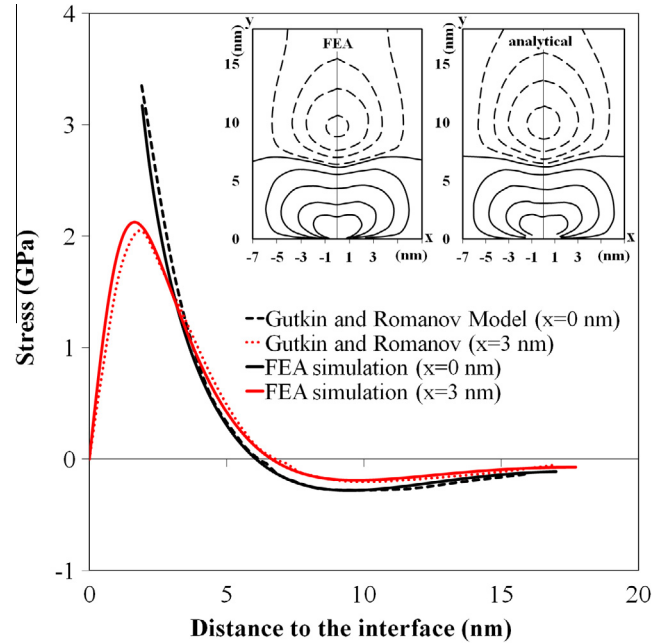 4
3
2
1
0
-1
Stress (GPa)
0 5 10 15 20
Distance to the interface (nm)
y
(nm)
15
10
5
0
FEA
-7 -5 -3 -1 1 3 (nm)
x
y
(nm)
15
10
5
0
analytical
-7 -5 -3 -1 1 3 (nm)
x
Gutkin and Romanov Model (x=0 nm)
Gutkin and Romanov (x=3 nm)
FEA simulation (x=0 nm)
FEA simulation (x=3 nm)